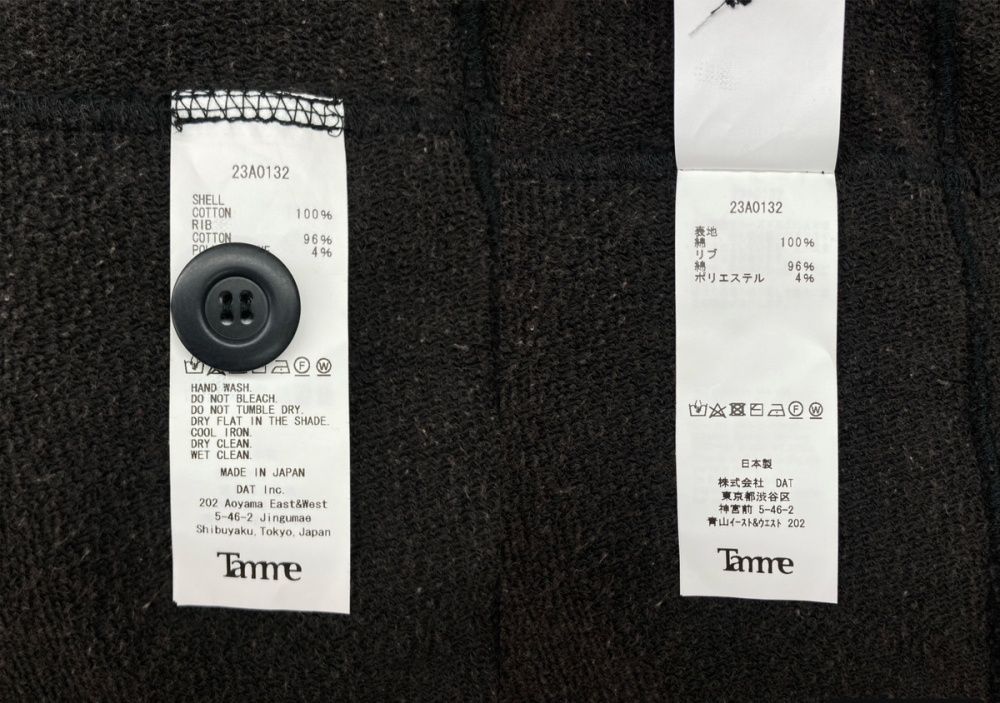 23A0132
SHELL
COTTON 100%
RIB
COTTON 96%
4%
F W
HAND WASH.
DO NOT BLEACH.
DO NOT TUMBLE DRY.
DRY FLAT IN THE SHADE.
COOL IRON.
DRY CLEAN.
WET CLEAN.
MADE IN JAPAN
DAT Inc.
202 Aoyama East&West
5-46-2 Jingumae
Shibuyaku,Tokyo,Japan
Tamme
23A0132
表地
綿 100%
リブ
綿 96%
ポリエステル 4%
F W
日本製
株式会社 DAT
東京都渋谷区
神宮前 5-46-2
青山イースト&ウエスト 202
Tamme